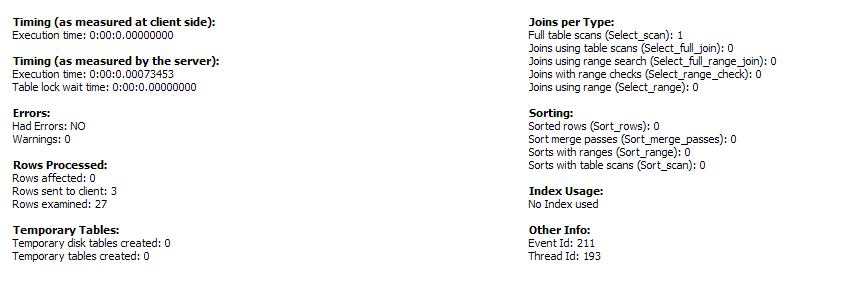 Timing (as measured at client side):
Execution time: 0:00:0.00000000
Timing (as measured by the server):
Execution time: 0:00:0.00073453
Table lock wait time: 0:00:0.00000000
Errors:
Had Errors: NO
Warnings: 0
Rows Processed:
Rows affected: 0
Rows sent to client: 3
Rows examined: 27
Temporary Tables:
Temporary disk tables created: 0
Temporary tables created: 0
Joins per Type:
Full table scans (Select_scan): 1
Joins using table scans (Select_full_join): 0
Joins using range search (Select_full_range_join): 0
Joins with range checks (Select_range_check): 0
Joins using range (Select_range): 0
Sorting:
Sorted rows (Sort_rows): 0
Sort merge passes (Sort_merge_passes): 0
Sorts with ranges (Sort_range): 0
Sorts with table scans (Sort_scan): 0
Index Usage:
No Index used
Other Info:
Event Id: 211
Thread Id: 193